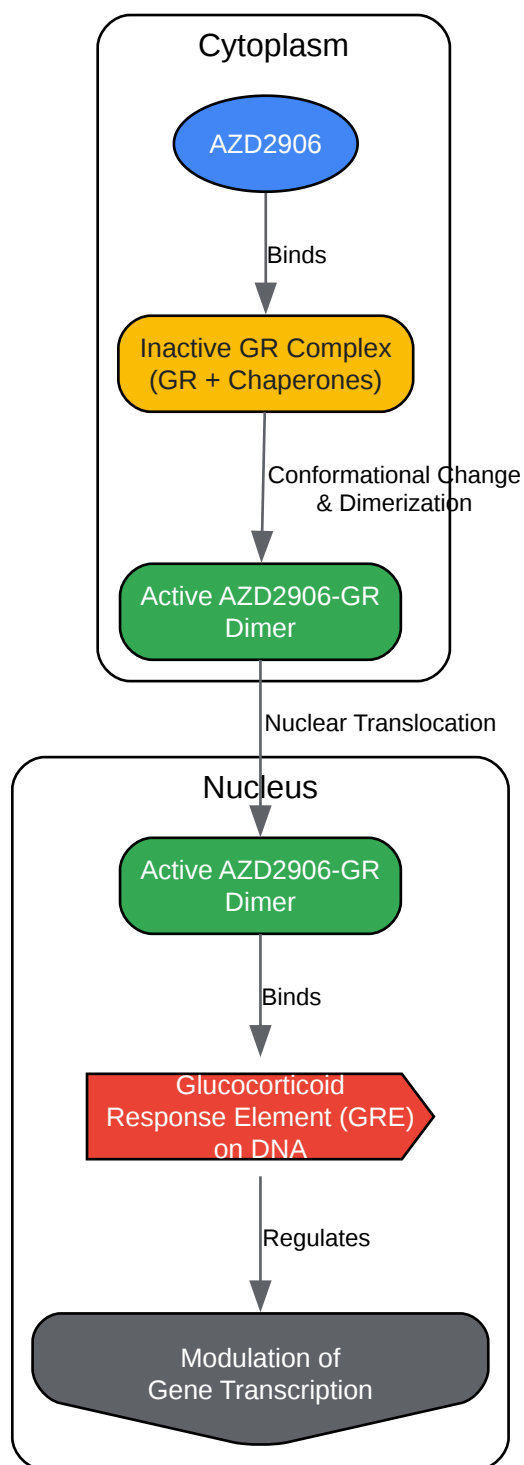 Cytoplasm
AZD2906
Binds
Inactive GR Complex
(GR + Chaperones)
Conformational Change
& Dimerization
Active AZD2906-GR
Dimer
Nuclear Translocation
Nucleus
Active AZD2906-GR
Dimer
Binds
Glucocorticoid
Response Element (GRE)
on DNA
Regulates
Modulation of
Gene Transcription